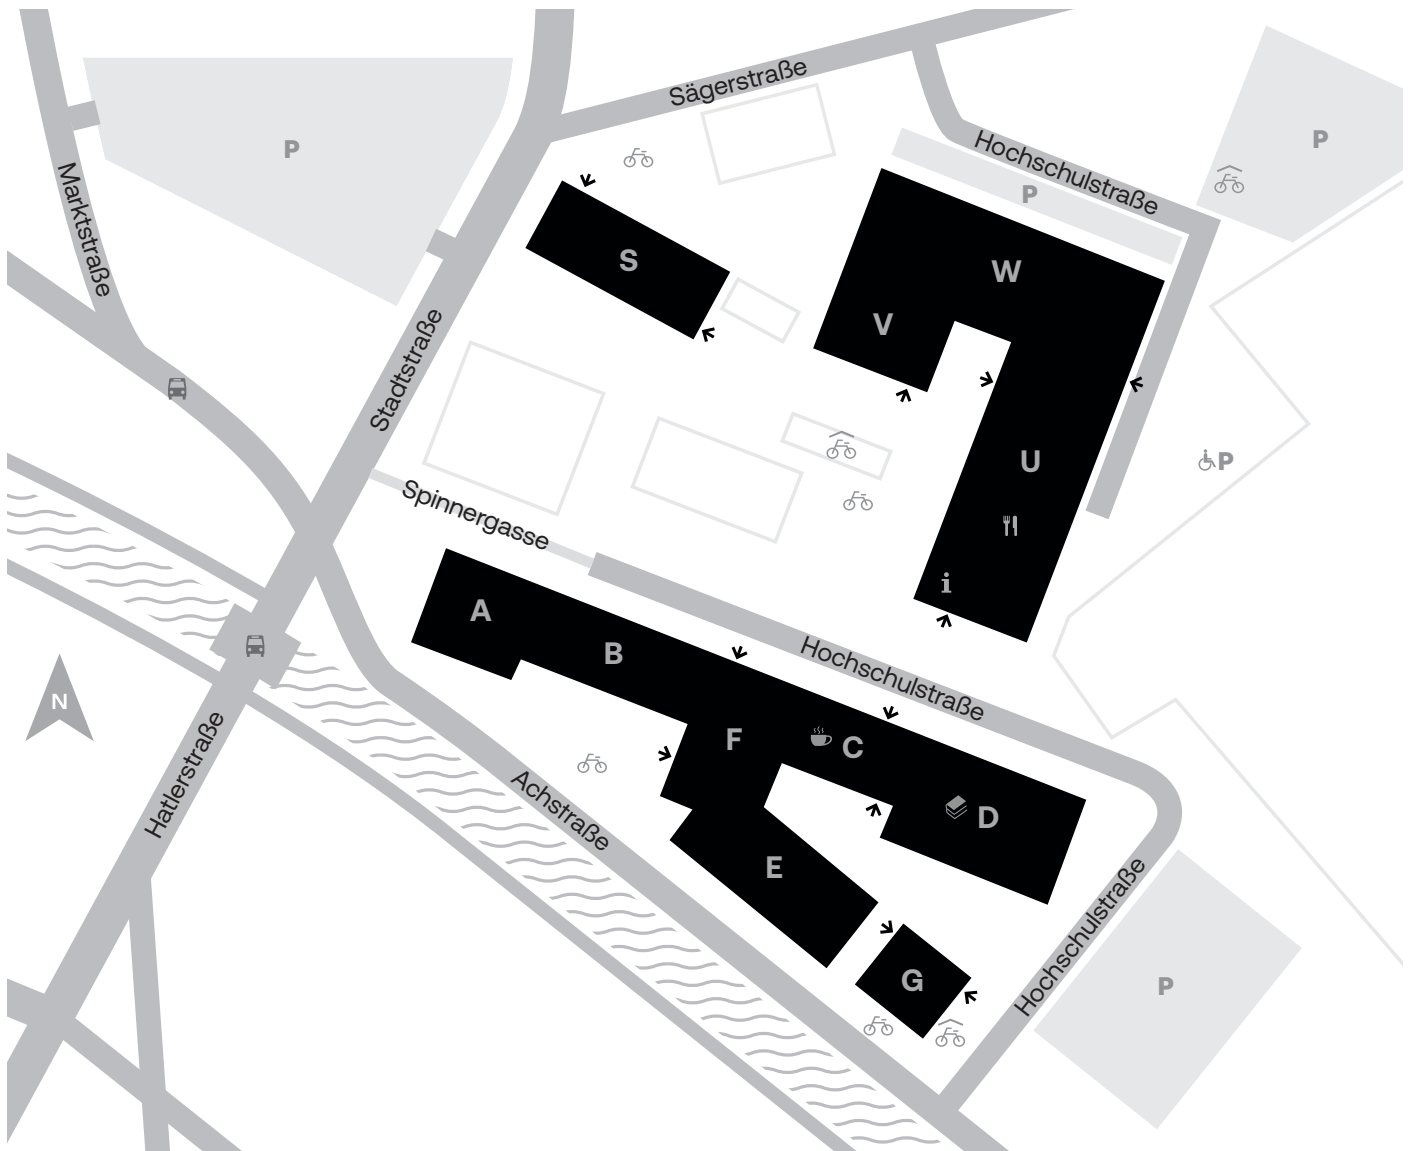 Sägerstraße
Hochschulstraße
P
P
P
Marktstraße
S
W
V
Stadtstraße
U
P
Spinnergasse
i
A
B
Hochschulstraße
N
F
C
Hatlerstraße
Achstraße
D
E
Hochschulstraße
G
P